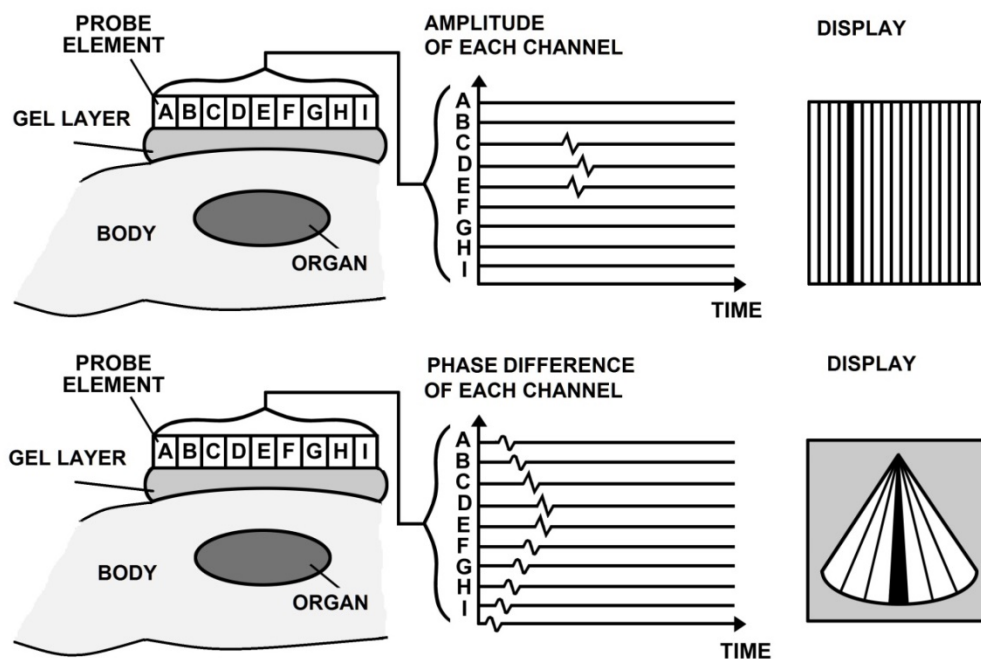 PROBE
ELEMENT
A B C D E F G H I
GEL LAYER
BODY
ORGAN
AMPLITUDE
OF EACH CHANNEL
A
B
C
D
E
F
G
H
I
TIME
DISPLAY
PROBE
ELEMENT
A B C D E F G H I
GEL LAYER
BODY
ORGAN
PHASE DIFFERENCE
OF EACH CHANNEL
A
B
C
D
E
F
G
H
I
TIME
DISPLAY